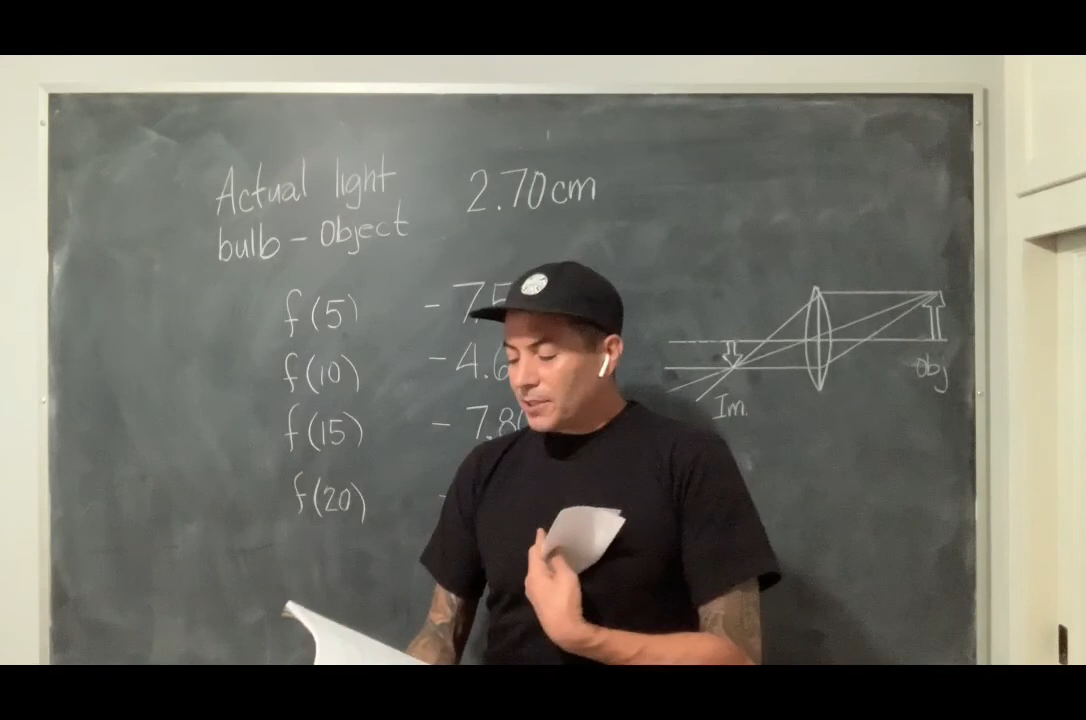 Actual light 2.70cm
bulb - Object
f(5)
f(10)
f(15)
f(20)
Obj
Im.